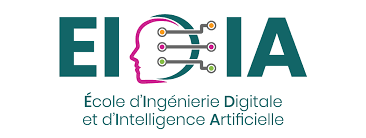 EIDIA
École d'Ingénierie Digitale
et d'Intelligence Artificielle